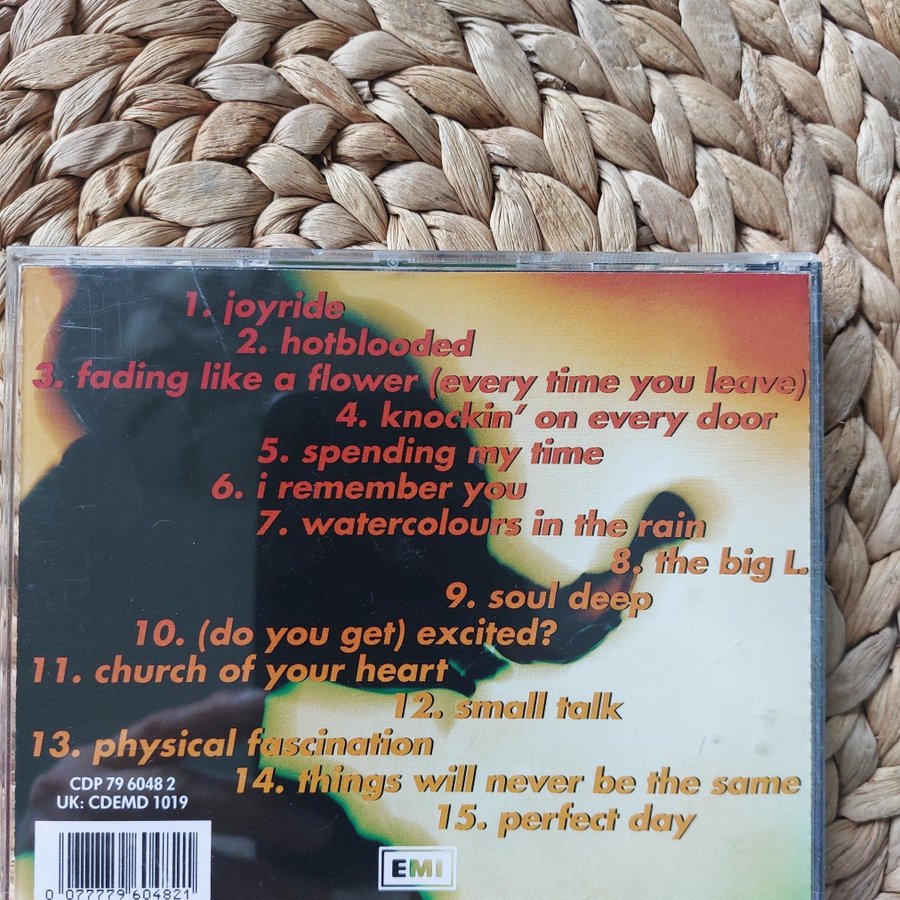 1. joyride
2. hotblooded
3. fading like a flower (every time you leave)
4. knockin' on every door
5. spending my time
6. i remember you
7. watercolours in the rain
8. the big L.
9. soul deep
10. (do you get) excited?
11. church of your heart
12. small talk
13. physical fascination
14. things will never be the same
15. perfect day
CDP 79 6048 2
UK: CDEMD 1019
0 077779 604821
EMI